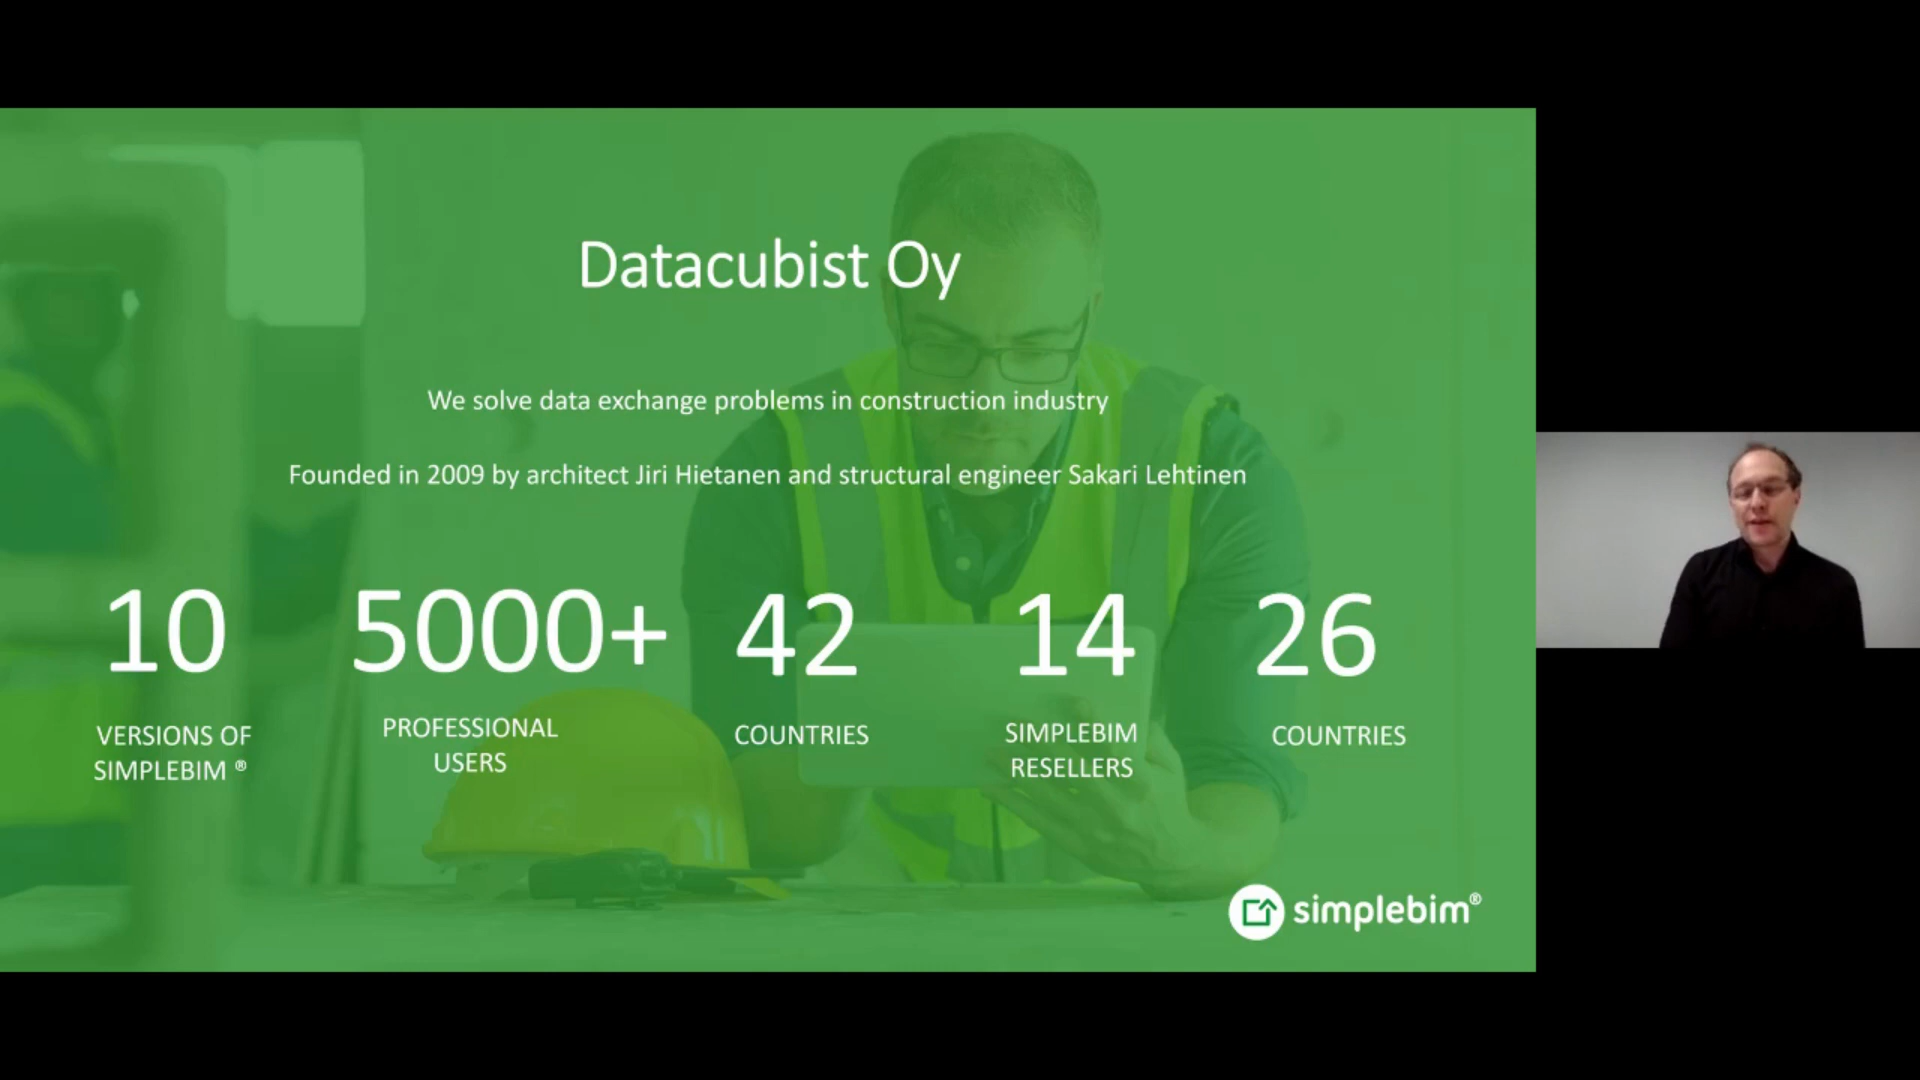 Datacubist Oy
We solve data exchange problems in construction industry
Founded in 2009 by architect Jiri Hietanen and structural engineer Sakari Lehtinen
10
VERSIONS OF
SIMPLEBIM ®
5000+
PROFESSIONAL
USERS
42
COUNTRIES
14
SIMPLEBIM
RESELLERS
26
COUNTRIES
simplebim®